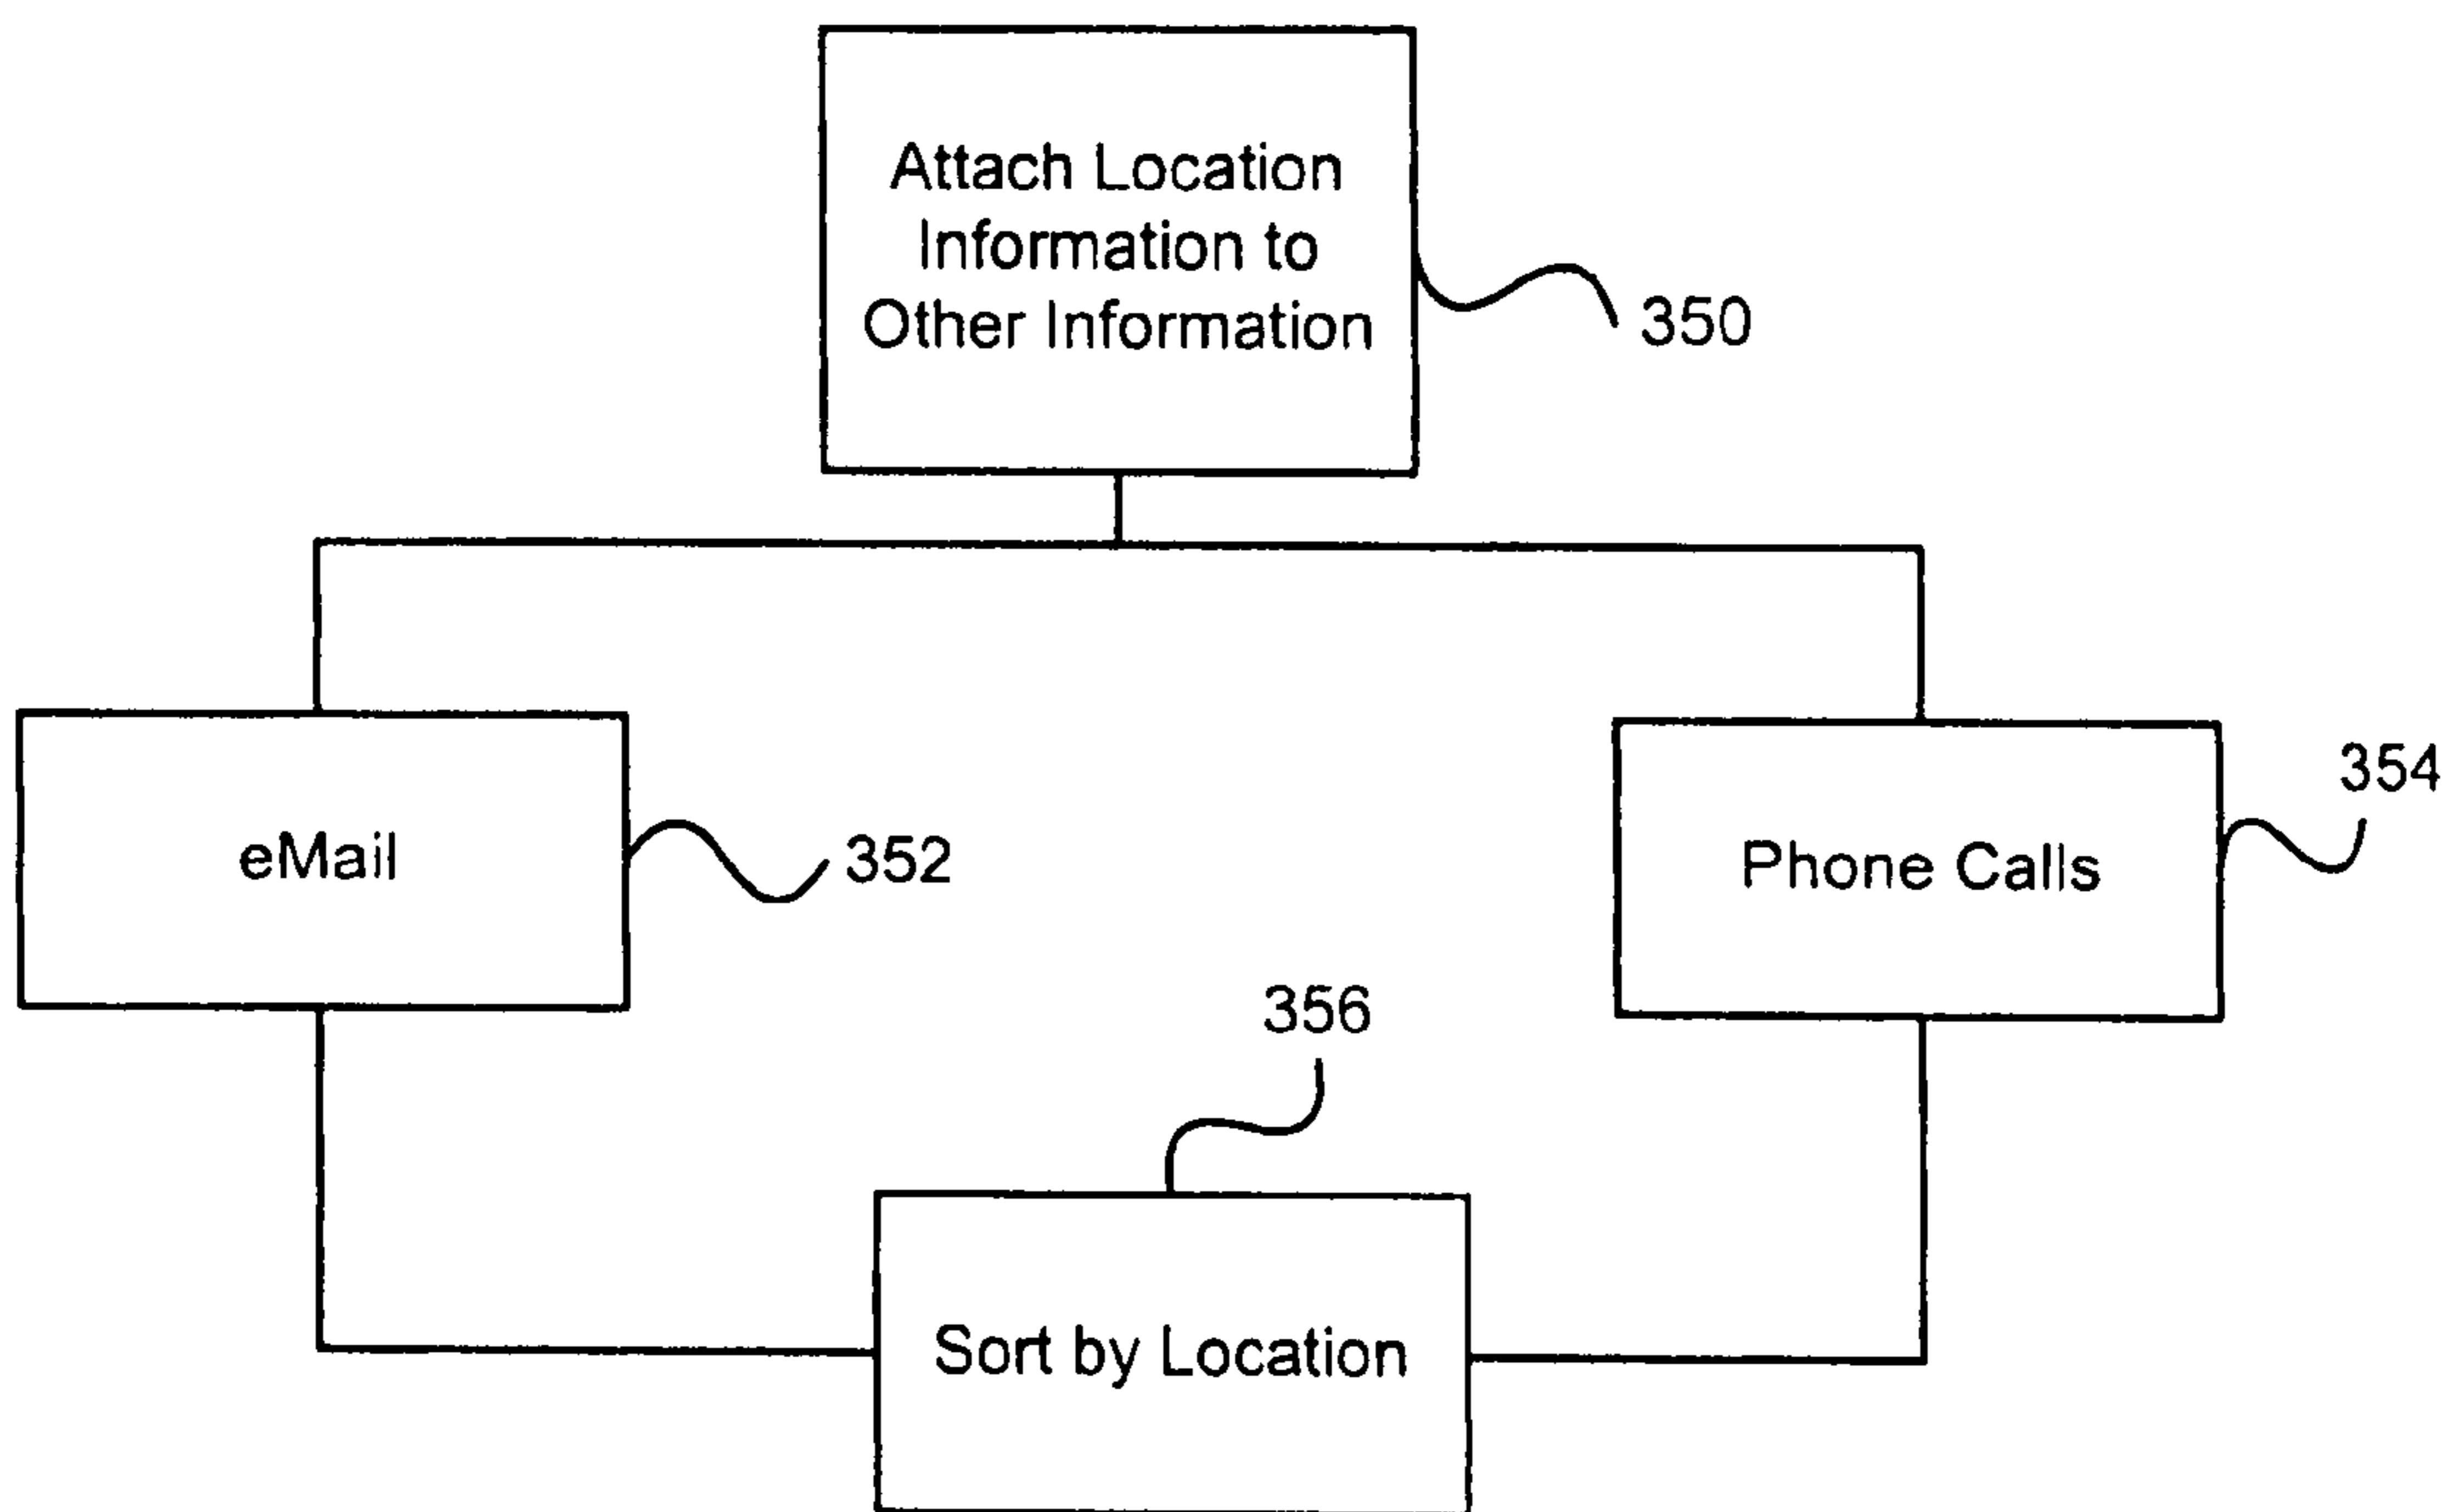 Attach Location
Information to
Other Information
350
eMail
352
Phone Calls
354
356
Sort by Location